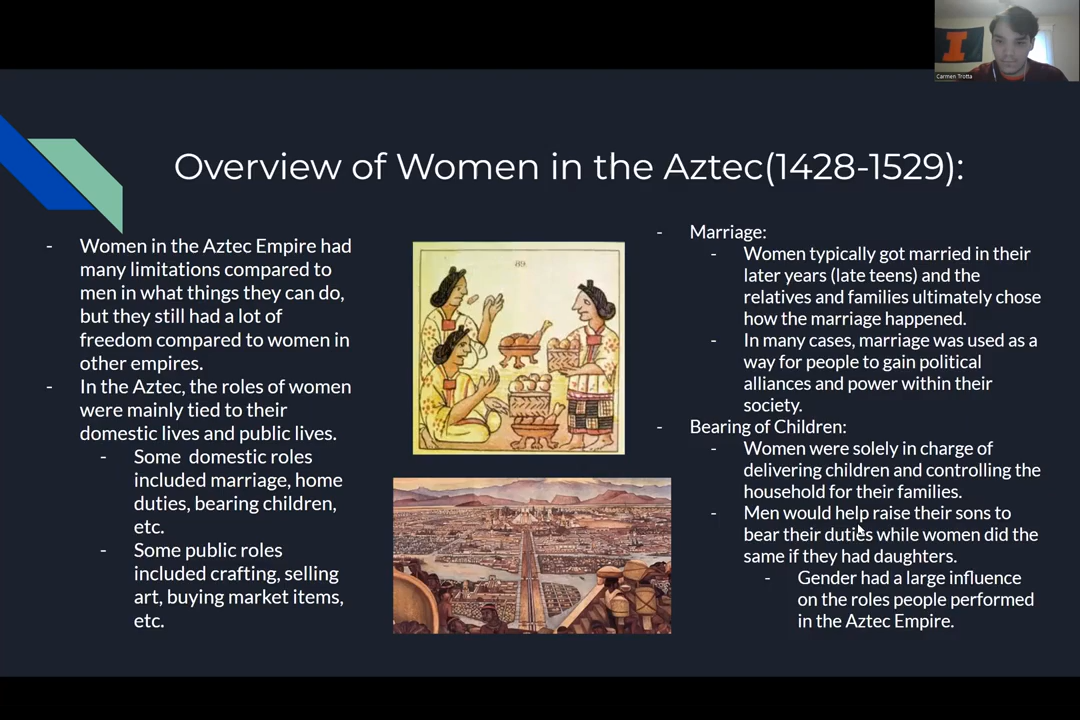 I
Carmen Trotta
Overview of Women in the Aztec(1428-1529):
- Women in the Aztec Empire had
many limitations compared to
men in what things they can do,
but they still had a lot of
freedom compared to women in
other empires.
- In the Aztec, the roles of women
were mainly tied to their
domestic lives and public lives.
- Some domestic roles
included marriage, home
duties, bearing children,
etc.
- Some public roles
included crafting, selling
art, buying market items,
etc.
89.
- Marriage:
- Women typically got married in their
later years (late teens) and the
relatives and families ultimately chose
how the marriage happened.
- In many cases, marriage was used as a
way for people to gain political
alliances and power within their
society.
- Bearing of Children:
- Women were solely in charge of
delivering children and controlling the
household for their families.
- Men would help raise their sons to
bear their duties while women did the
same if they had daughters.
- Gender had a large influence
on the roles people performed
in the Aztec Empire.